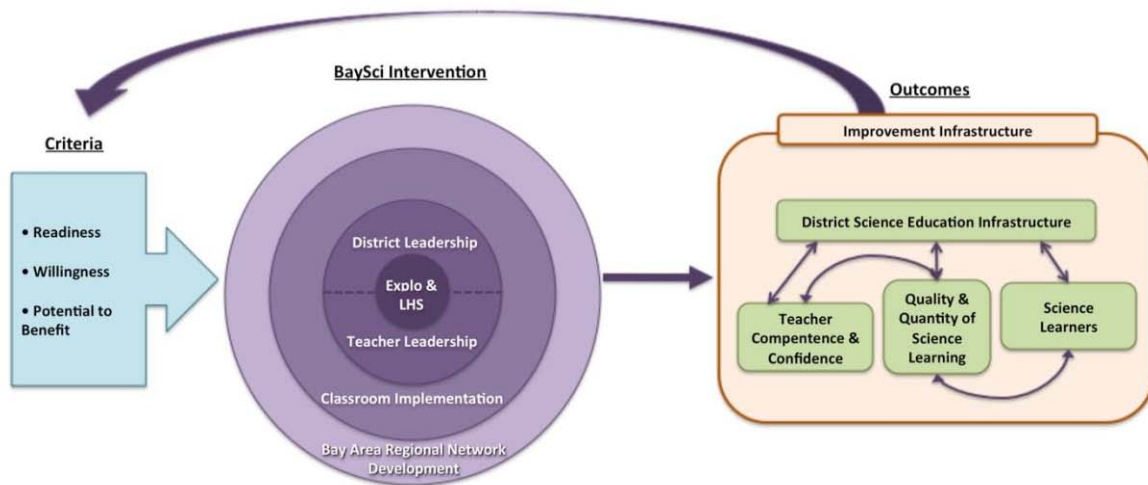 BaySci Intervention
Outcomes
Criteria
• Readiness
• Willingness
• Potential to
Benefit
District Leadership
Explo &
LHS
Teacher Leadership
Classroom Implementation
Bay Area Regional Network
Development
Improvement Infrastructure
District Science Education Infrastructure
Teacher
Compentence &
Confidence
Quality &
Quantity of
Science
Learning
Science
Learners